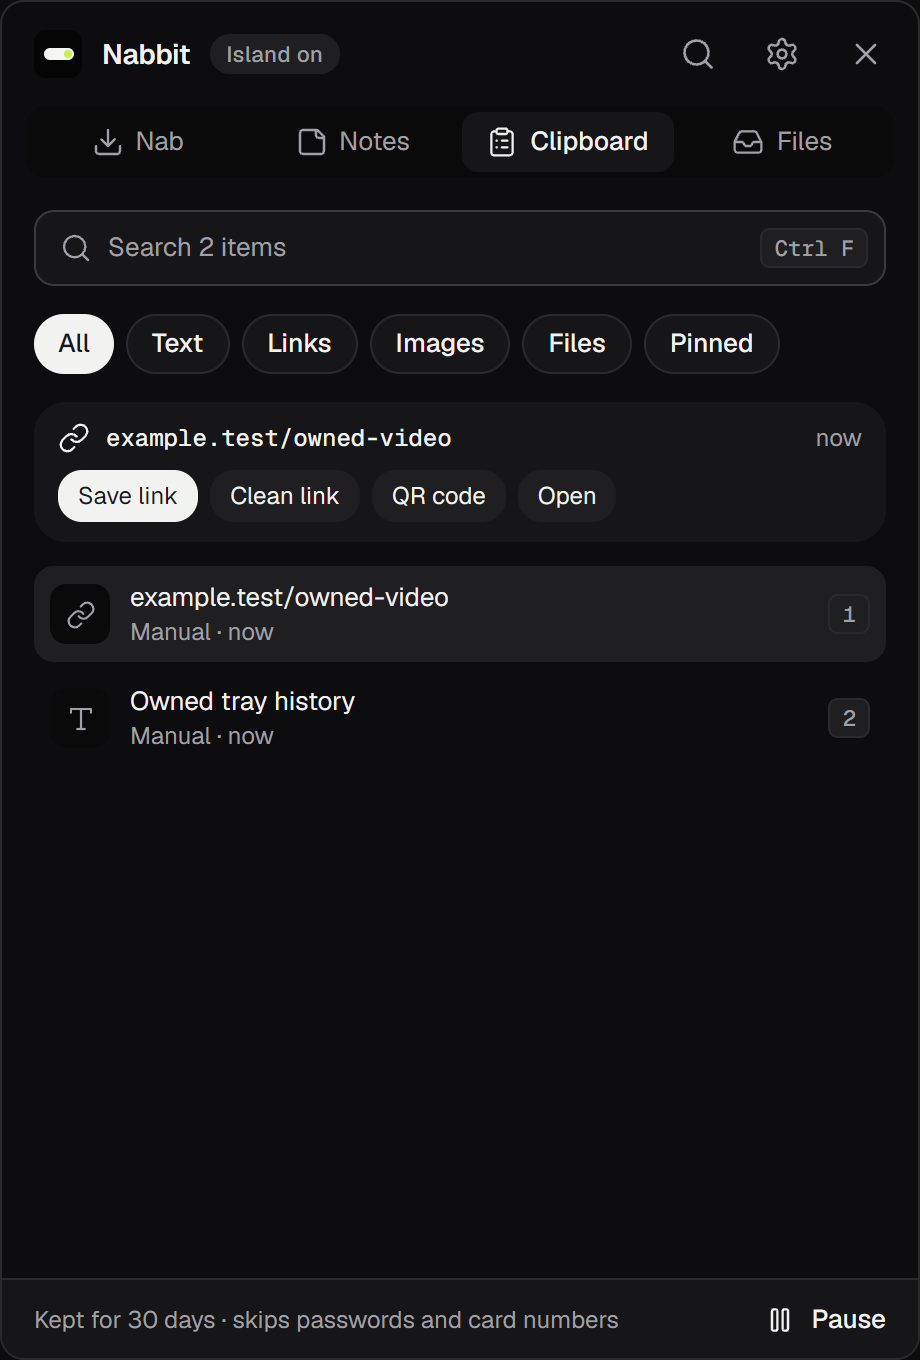 Nabbit Island on
Nab Notes Clipboard Files
Search 2 items Ctrl F
All Text Links Images Files Pinned
example.test/owned-video now
Save link Clean link QR code Open
example.test/owned-video
Manual · now
1
Owned tray history
Manual · now
2
Kept for 30 days · skips passwords and card numbers Pause